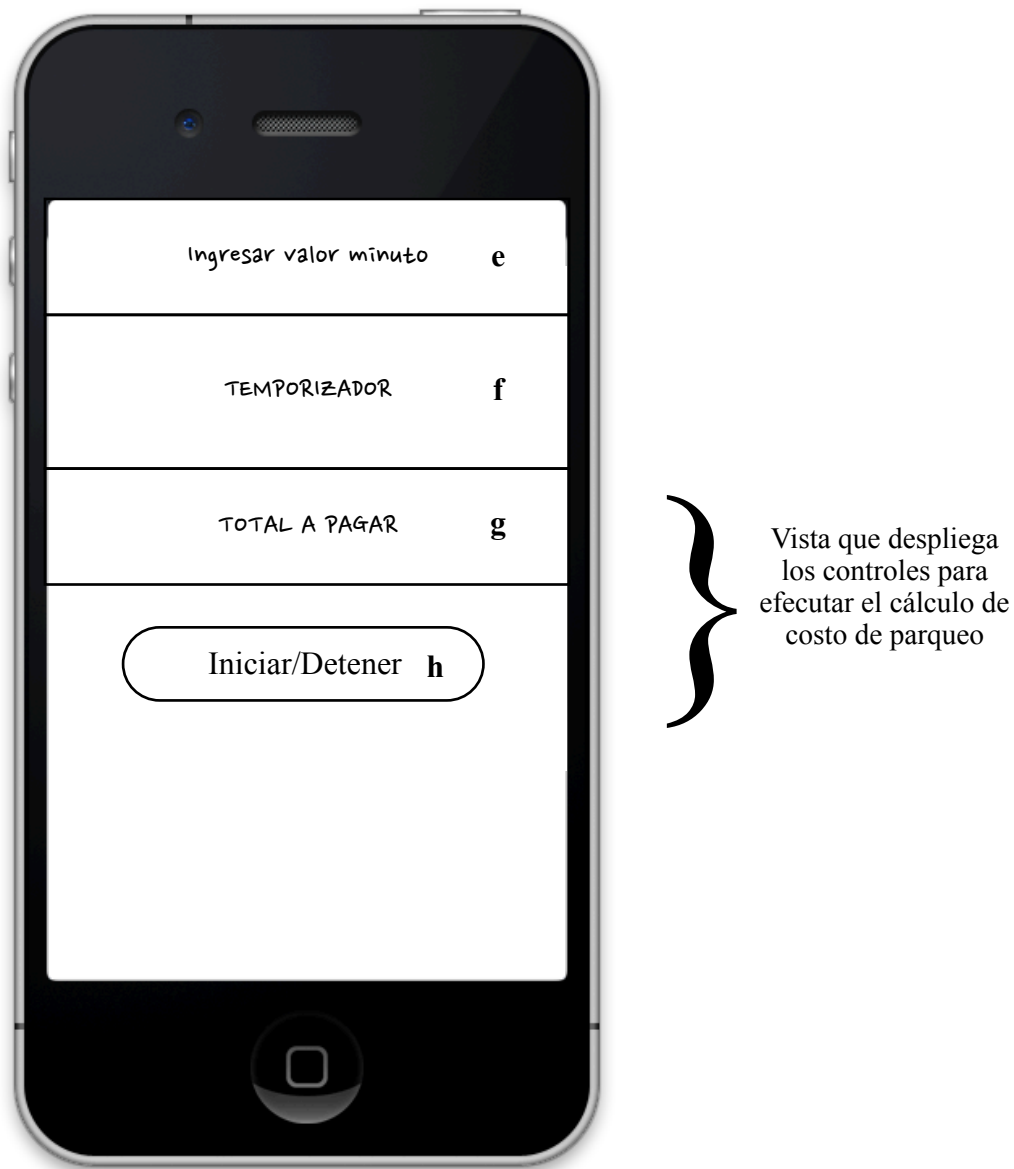 Ingresar valor minuto e
TEMPORIZADOR f
TOTAL A PAGAR g
Iniciar/Detener h
Vista que despliega
los controles para
efecutar el cálculo de
costo de parqueo